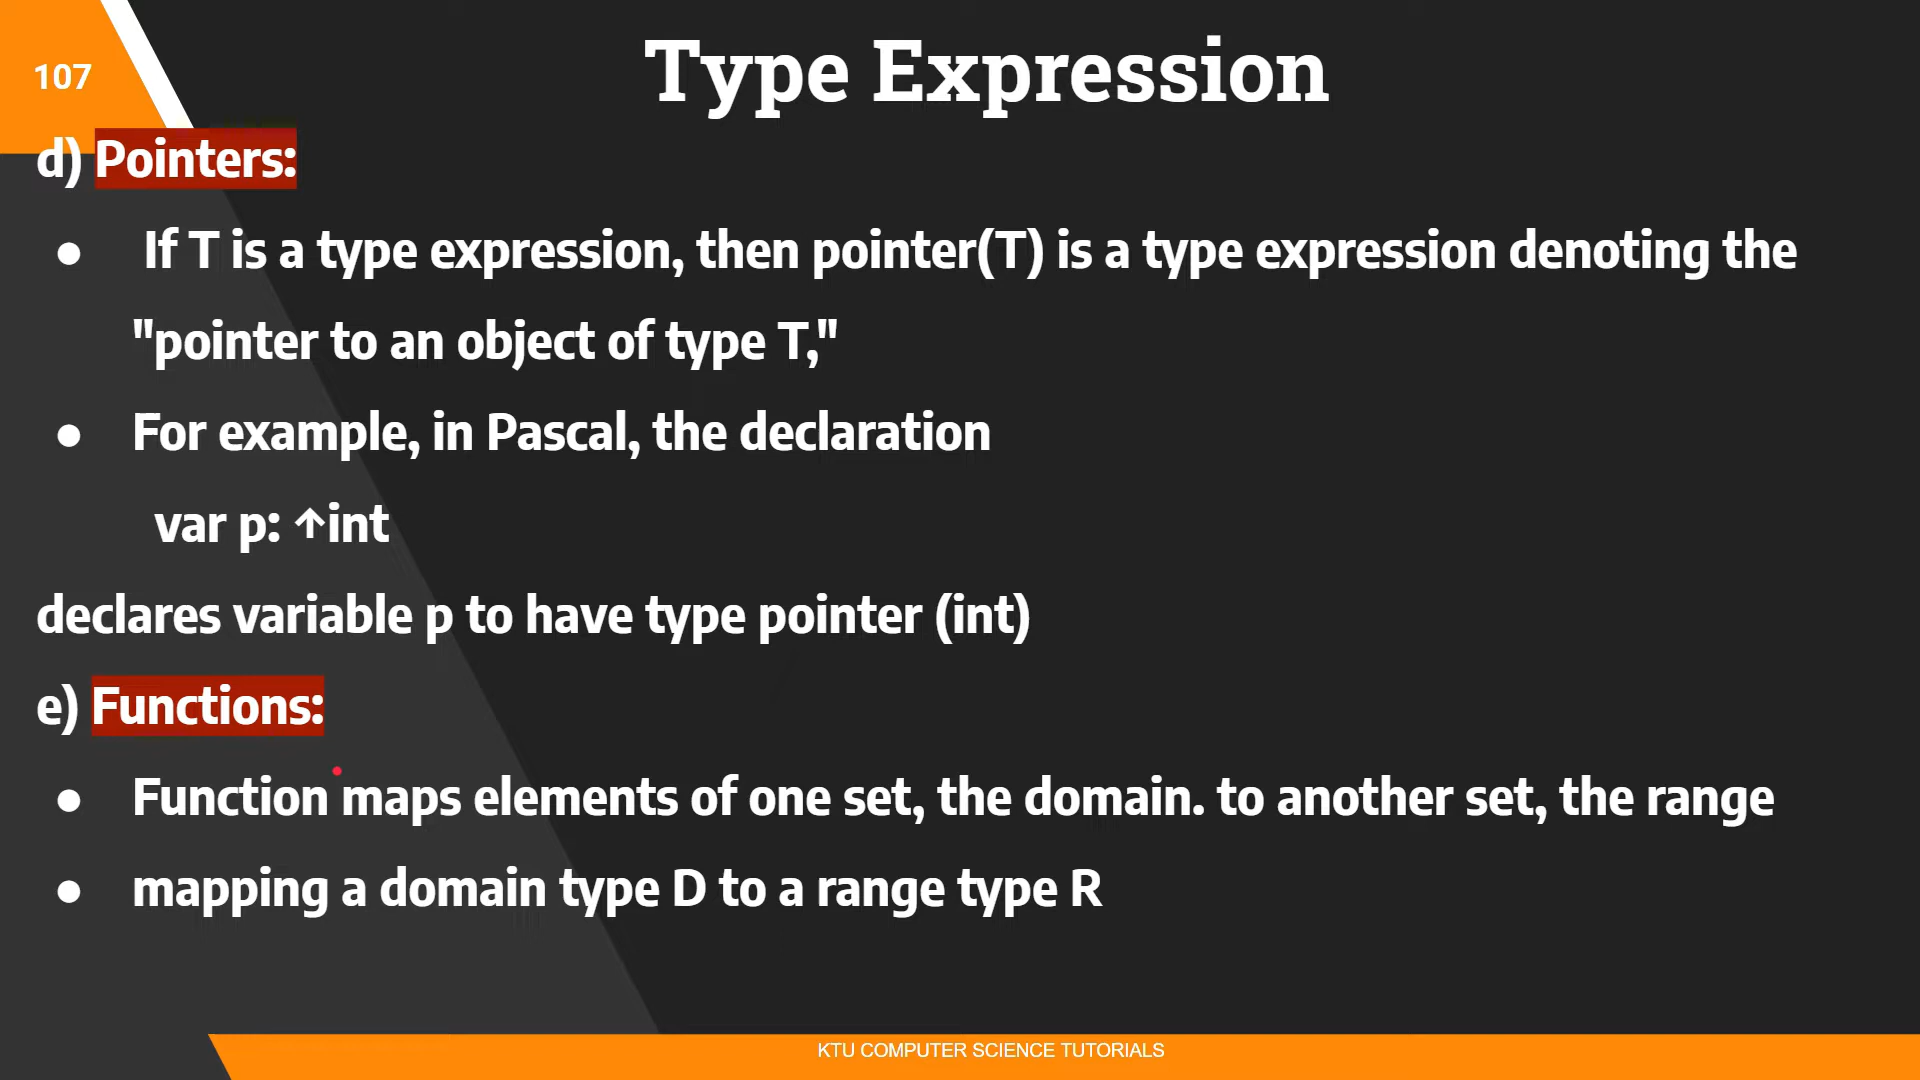 107
Type Expression
d) Pointers:
● If T is a type expression, then pointer(T) is a type expression denoting the
"pointer to an object of type T,"
● For example, in Pascal, the declaration
var p: ↑int
declares variable p to have type pointer (int)
e) Functions:
● Function maps elements of one set, the domain. to another set, the range
● mapping a domain type D to a range type R
KTU COMPUTER SCIENCE TUTORIALS